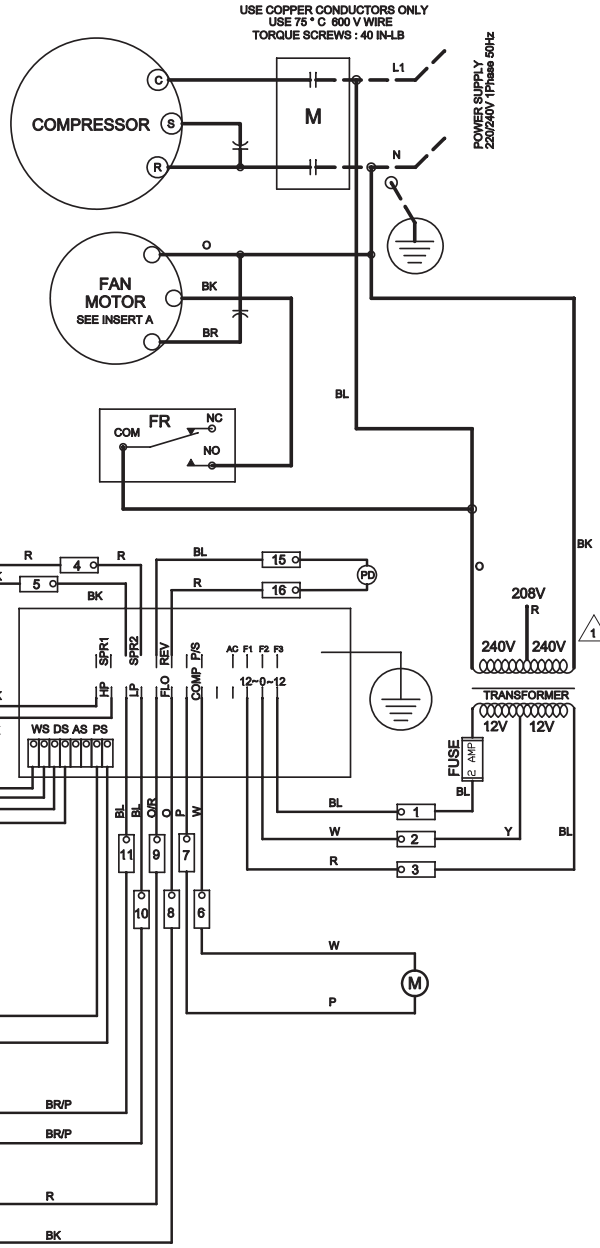 USE COPPER CONDUCTORS ONLY
USE 75 ° C 600 V WIRE
TORQUE SCREWS : 40 IN-LB
POWER SUPPLY
220/240V 1Phase 50Hz
L1
C
COMPRESSOR
S
M
R
N
O
FAN
MOTOR
SEE INSERT A
BK
BR
BL
FR
NC
COM
NO
BK
R
4
R
BL
15
5
BK
R
16
PD
O
208V
R
1
240V
240V
SPR1
SPR2
REV
P/S
AC F1 F2 F3
12~0~12
HP
LP
FLO
COMP
TRANSFORMER
12V
12V
WS DS AS PS
FUSE
2 AMP
BL
BL
BL
O/R
O
P
W
BL
1
W
2
Y
BL
R
3
11
9
7
10
8
6
W
M
P
BR/P
BR/P
R
BK